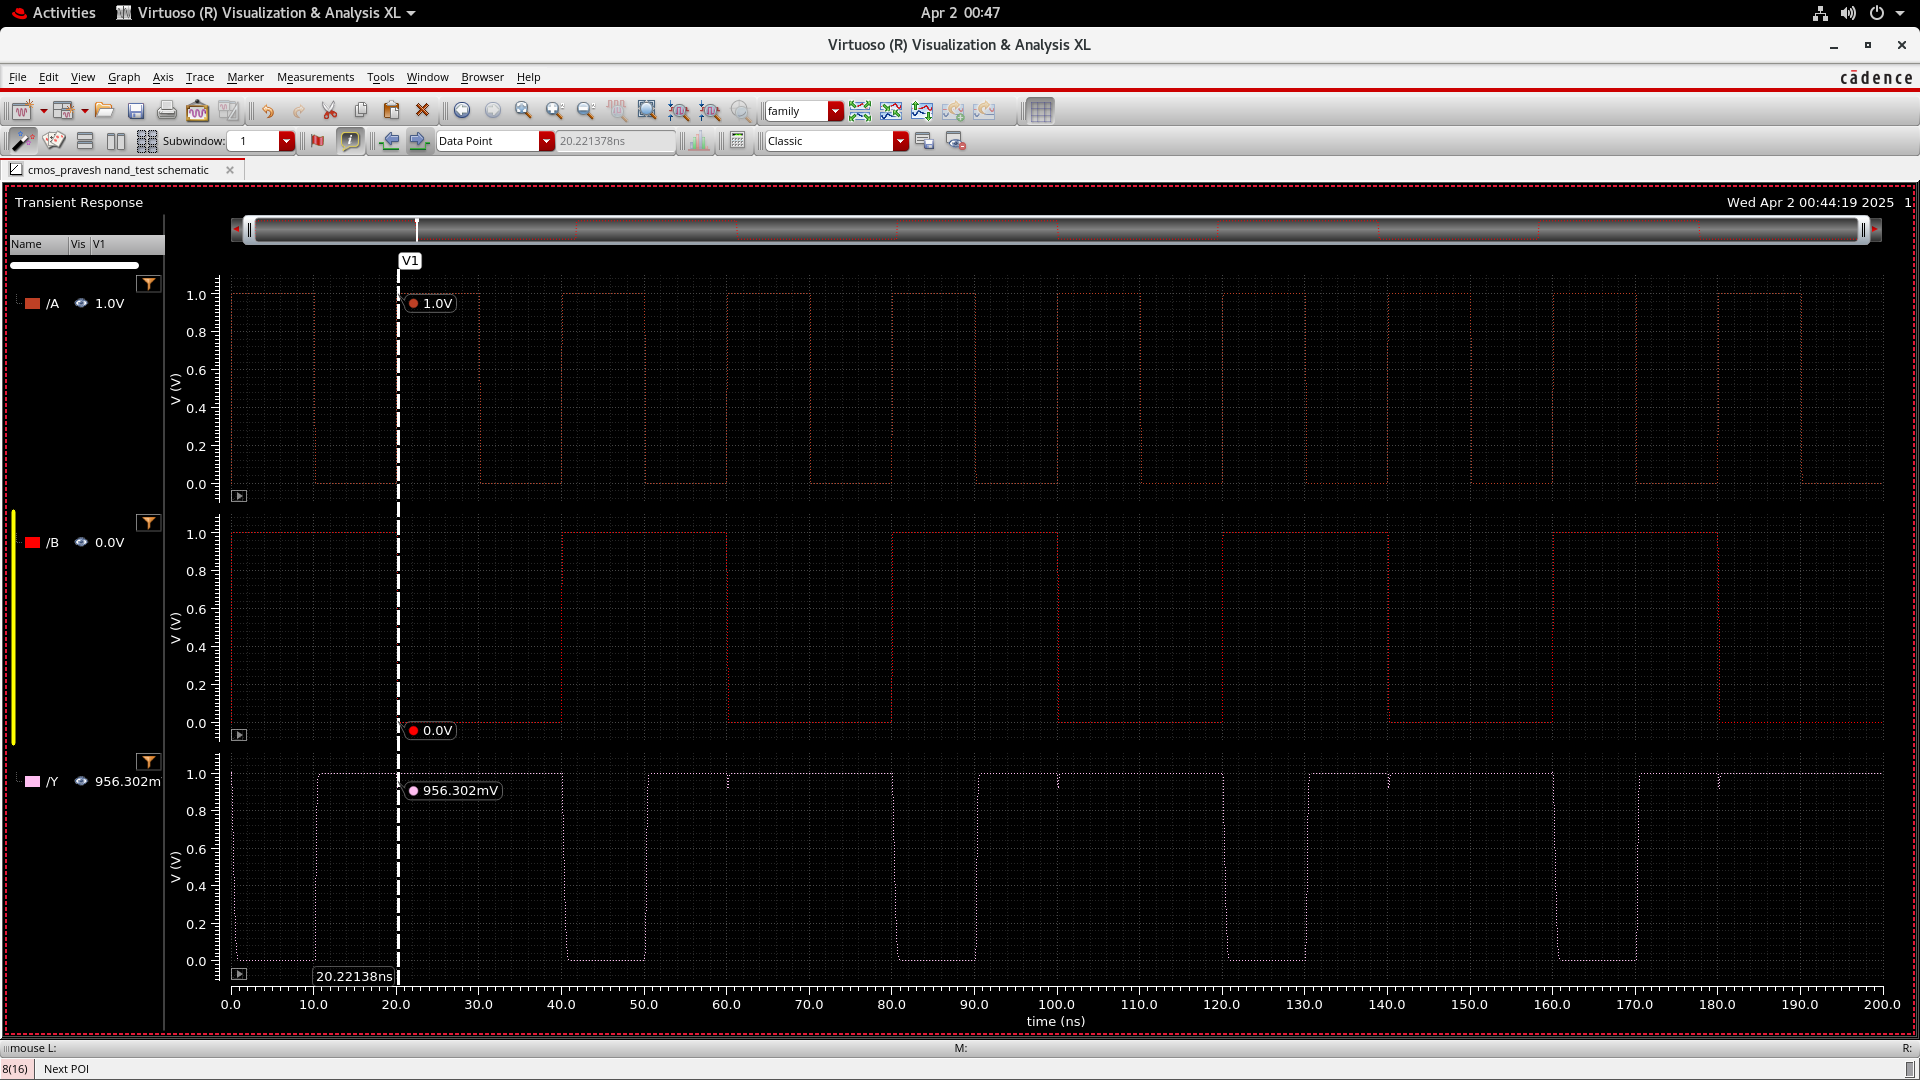 Activities Virtuoso (R) Visualization & Analysis XL Apr 2 00:47
Virtuoso (R) Visualization & Analysis XL
File Edit View Graph Axis Trace Marker Measurements Tools Window Browser Help cādence
family
Subwindow: 1 Data Point 20.221378ns Classic
cmos_pravesh nand_test schematic
Transient Response Wed Apr 2 00:44:19 2025 1
Name Vis V1
V1
/A 1.0V
1.0V
1.0
0.8
0.6
0.4
0.2
0.0
V (V)
/B 0.0V
1.0
0.8
0.6
0.4
0.2
0.0
V (V)
0.0V
/Y 956.302m
956.302mV
1.0
0.8
0.6
0.4
0.2
0.0
V (V)
20.22138ns
0.0 10.0 20.0 30.0 40.0 50.0 60.0 70.0 80.0 90.0 100.0 110.0 120.0 130.0 140.0 150.0 160.0 170.0 180.0 190.0 200.0
time (ns)
mouse L: M: R:
8(16) Next POI